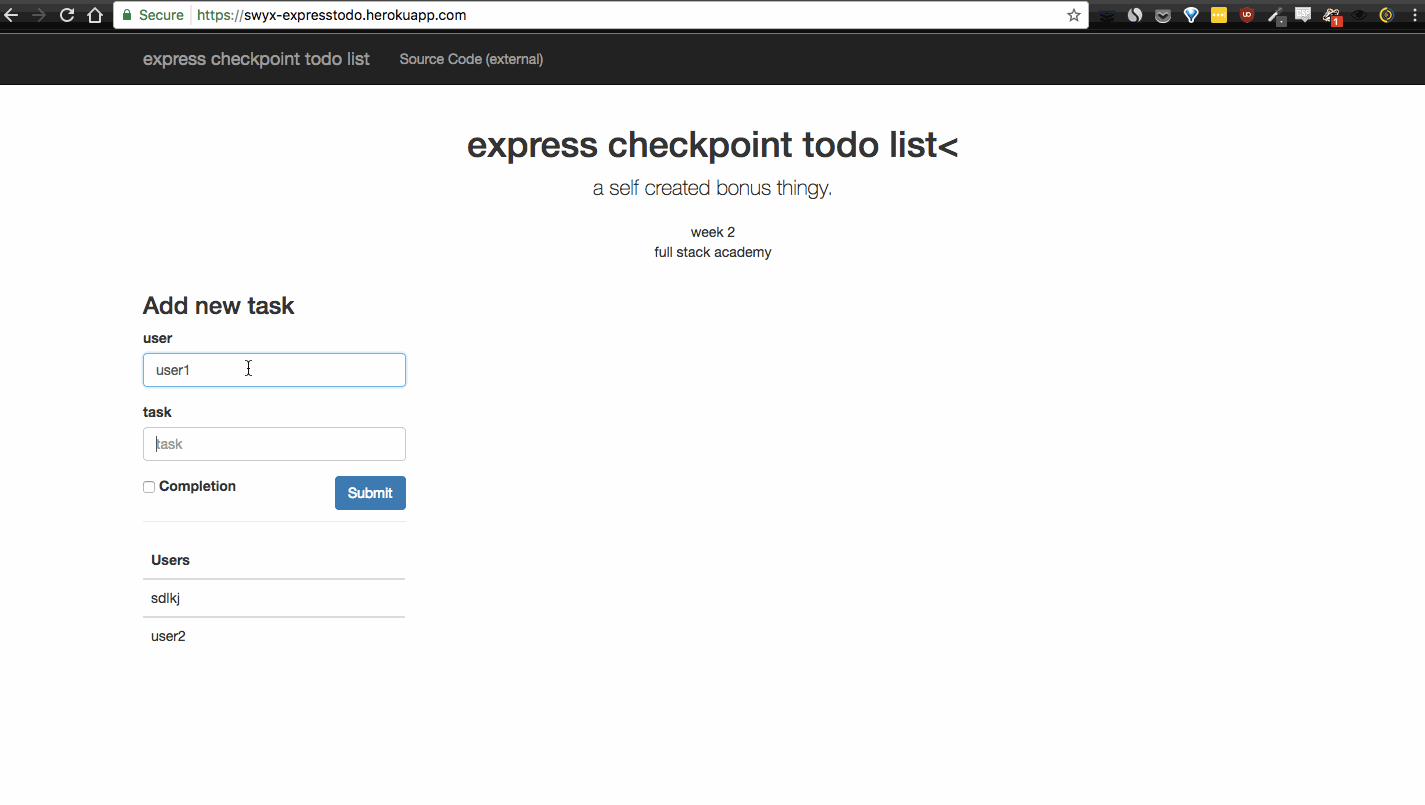 Secure https://swyx-expresstodo.herokuapp.com
express checkpoint todo list Source Code (external)
express checkpoint todo list<
a self created bonus thingy.
week 2
full stack academy
Add new task
user
user1
task
task
Completion Submit
Users
sdlkj
user2